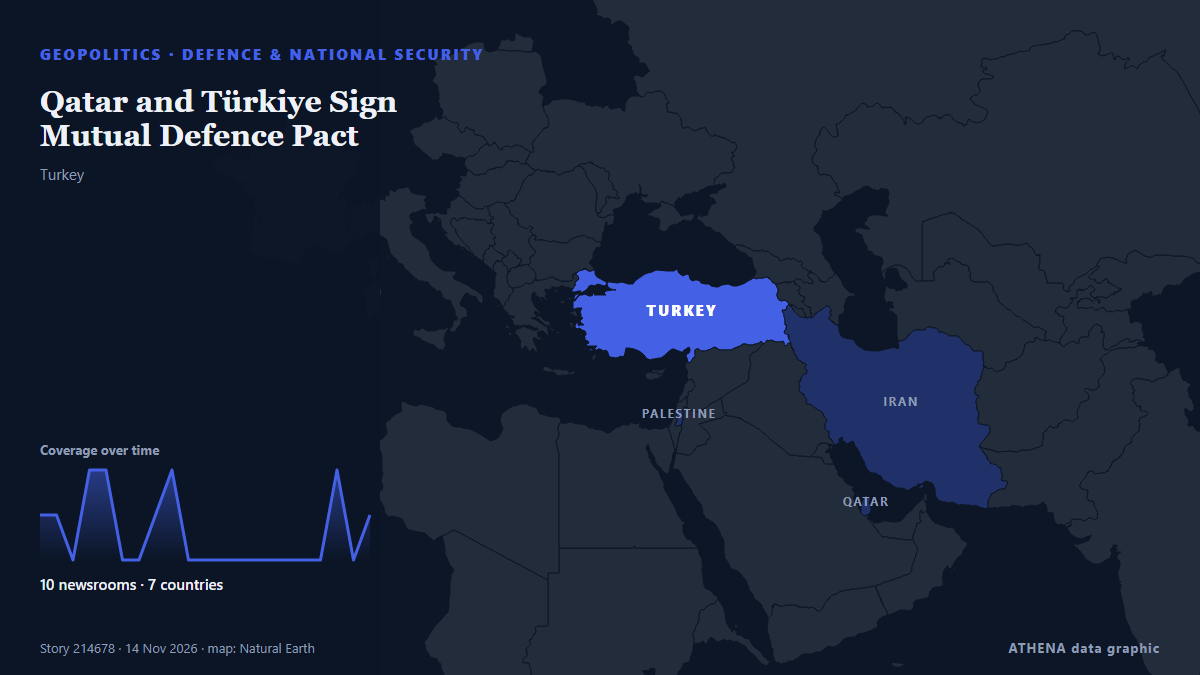 GEOPOLITICS · DEFENCE & NATIONAL SECURITY
Qatar and Türkiye Sign
Mutual Defence Pact
Turkey
TURKEY
IRAN
PALESTINE
QATAR
Coverage over time
10 newsrooms · 7 countries
Story 214678 · 14 Nov 2026 · map: Natural Earth
ATHENA data graphic